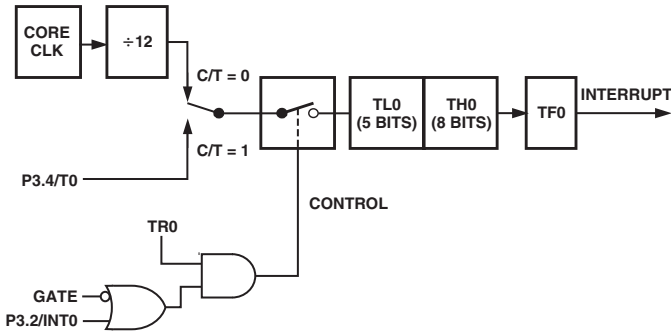 CORE
CLK
÷12
C/T = 0
C/T = 1
P3.4/T0
TL0
(5 BITS)
TH0
(8 BITS)
TF0
INTERRUPT
CONTROL
TR0
GATE
P3.2/INT0